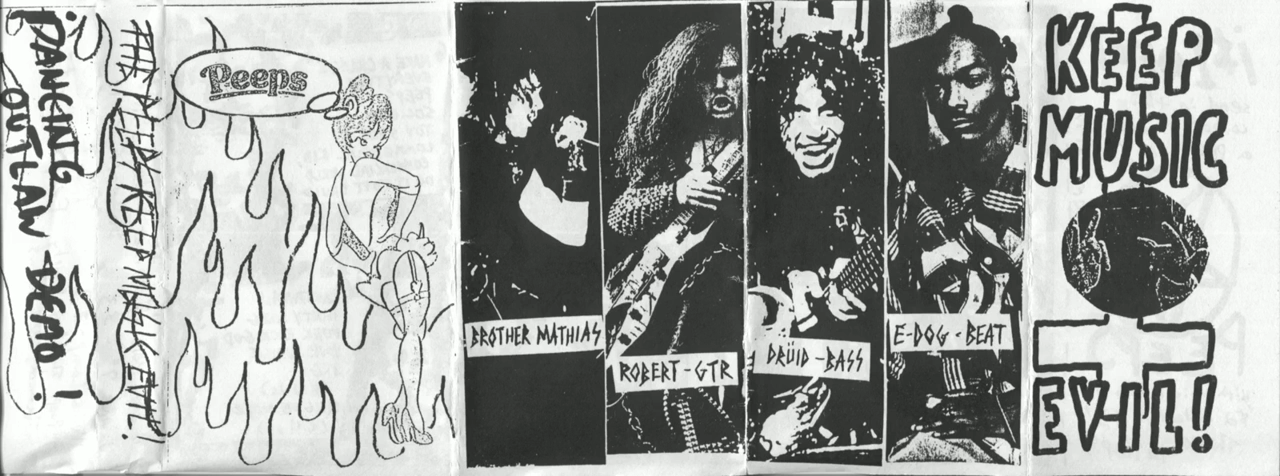 DANCING
OUTLAW DEMO!
THE PEEPS KEEP MUSIK EVIL!
Peeps
BROTHER MATHIAS
ROBERT-GTR
DRÜID-BASS
E-DOG-BEAT
KEEP
MUSIC
EVIL!